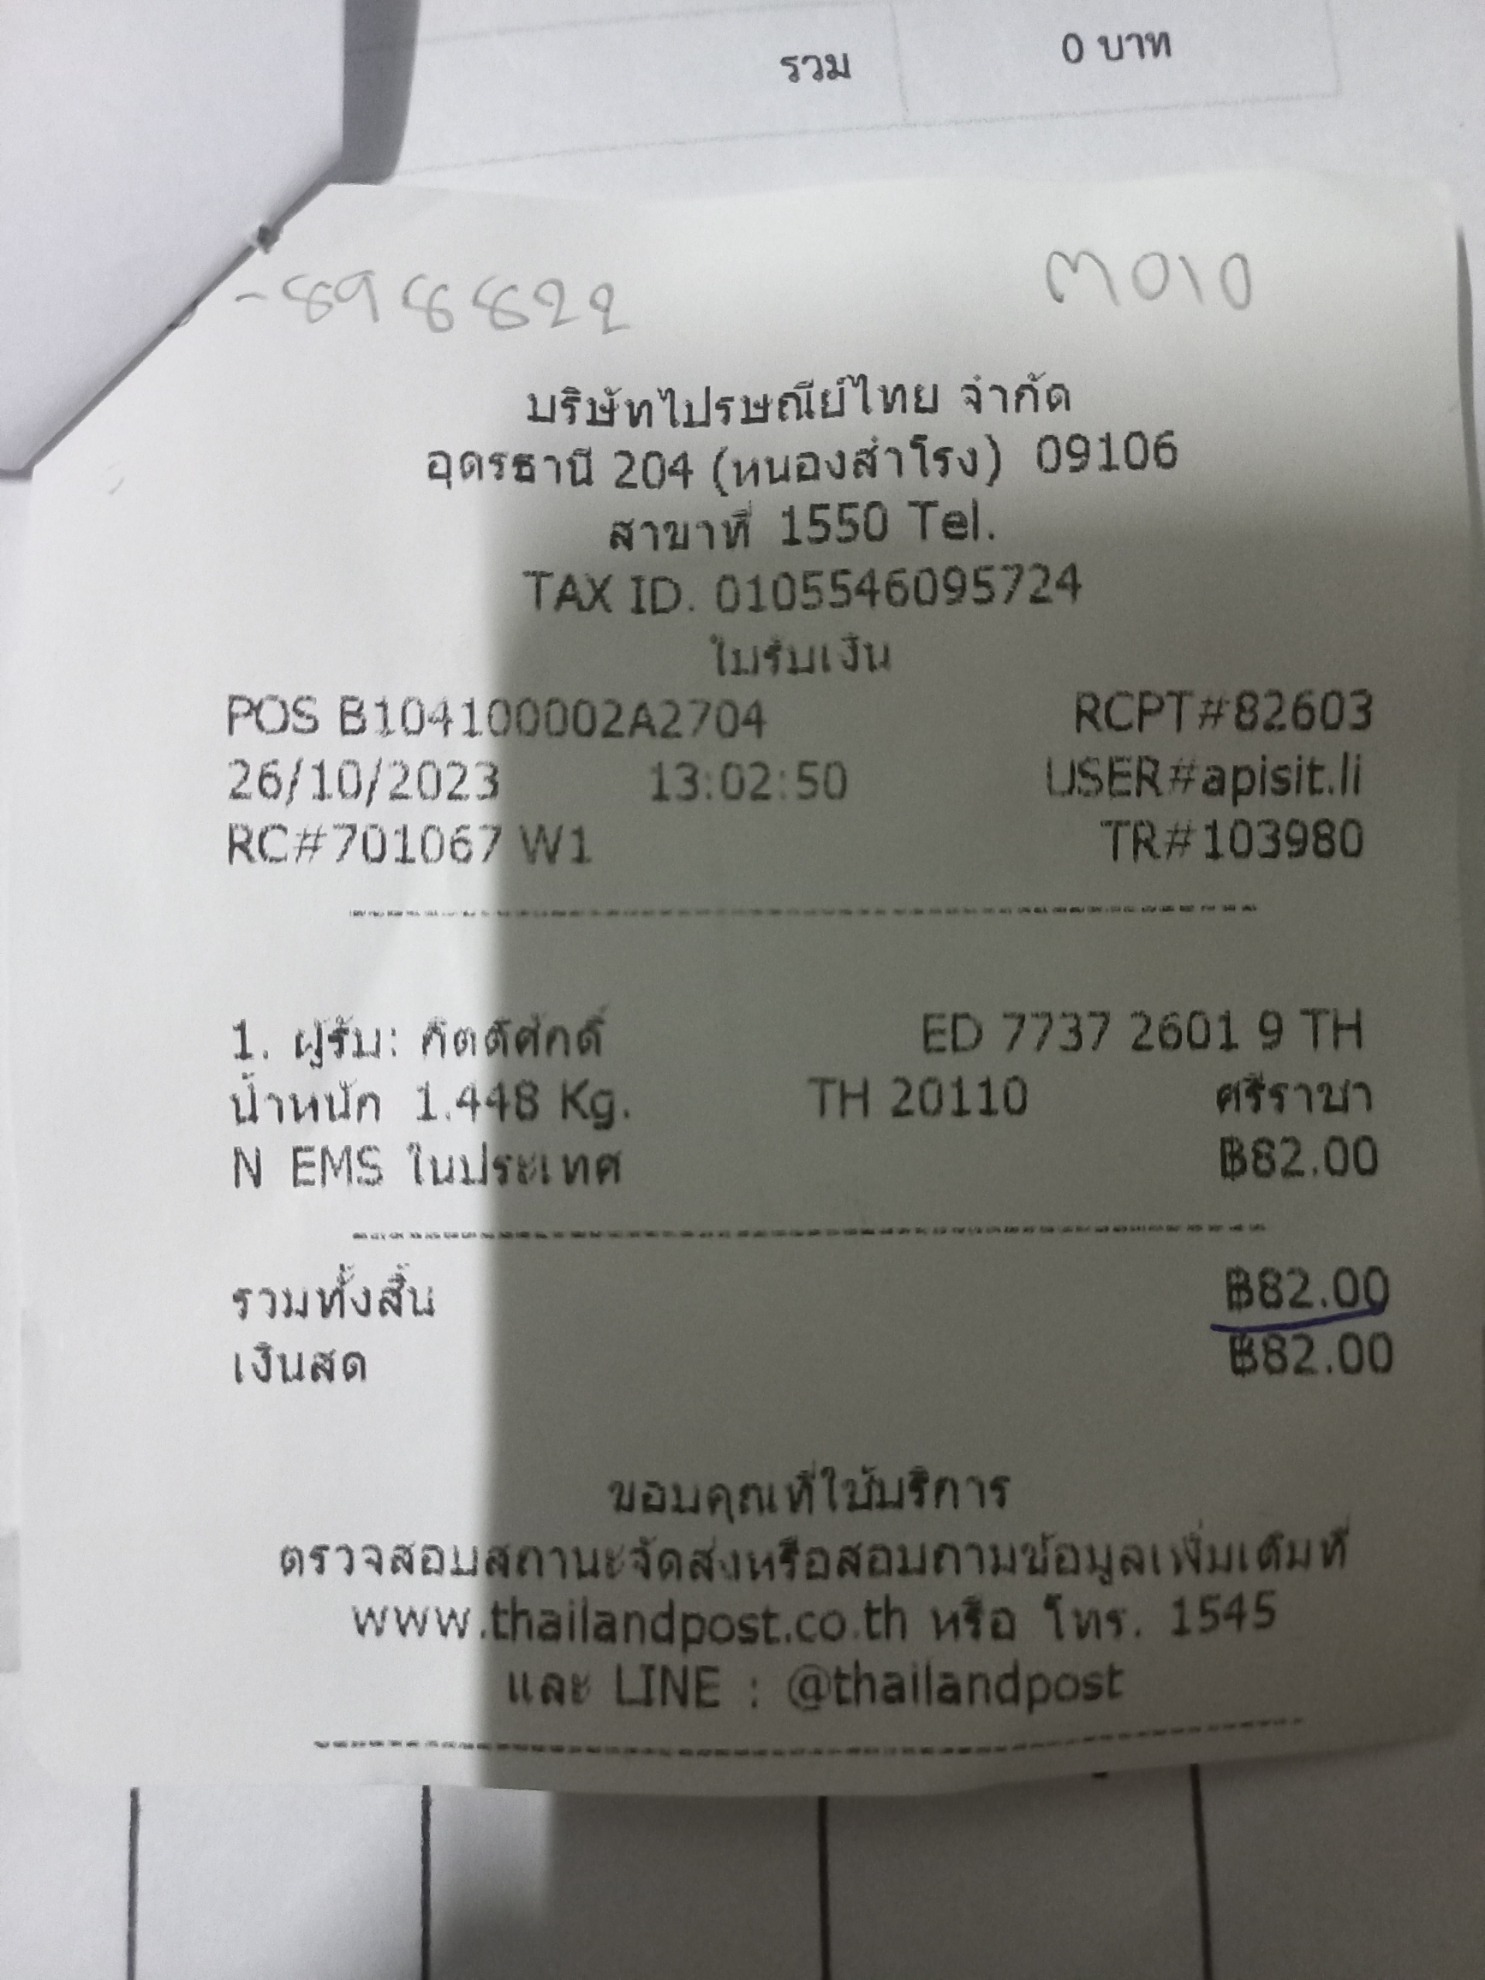 รวม 0 บาท
-898822 ๓010
บริษัทไปรษณีย์ไทย จำกัด
อุดรธานี 204 (หนองสำโรง) 09106
สาขาที่ 1550 Tel.
TAX ID. 0105546095724
ใบรับเงิน
POS B104100002A2704 RCPT#82603
26/10/2023 13:02:50 USER#apisit.li
RC#701067 W1 TR#103980
1. ผู้รับ: กิตติศักดิ์ ED 7737 2601 9 TH
น้ำหนัก 1.448 Kg. TH 20110 ศรีราชา
N EMS ในประเทศ ฿82.00
รวมทั้งสิ้น ฿82.00
เงินสด ฿82.00
ขอบคุณที่ใช้บริการ
ตรวจสอบสถานะจัดส่งหรือสอบถามข้อมูลเพิ่มเติมที่
www.thailandpost.co.th หรือ โทร. 1545
และ LINE : @thailandpost